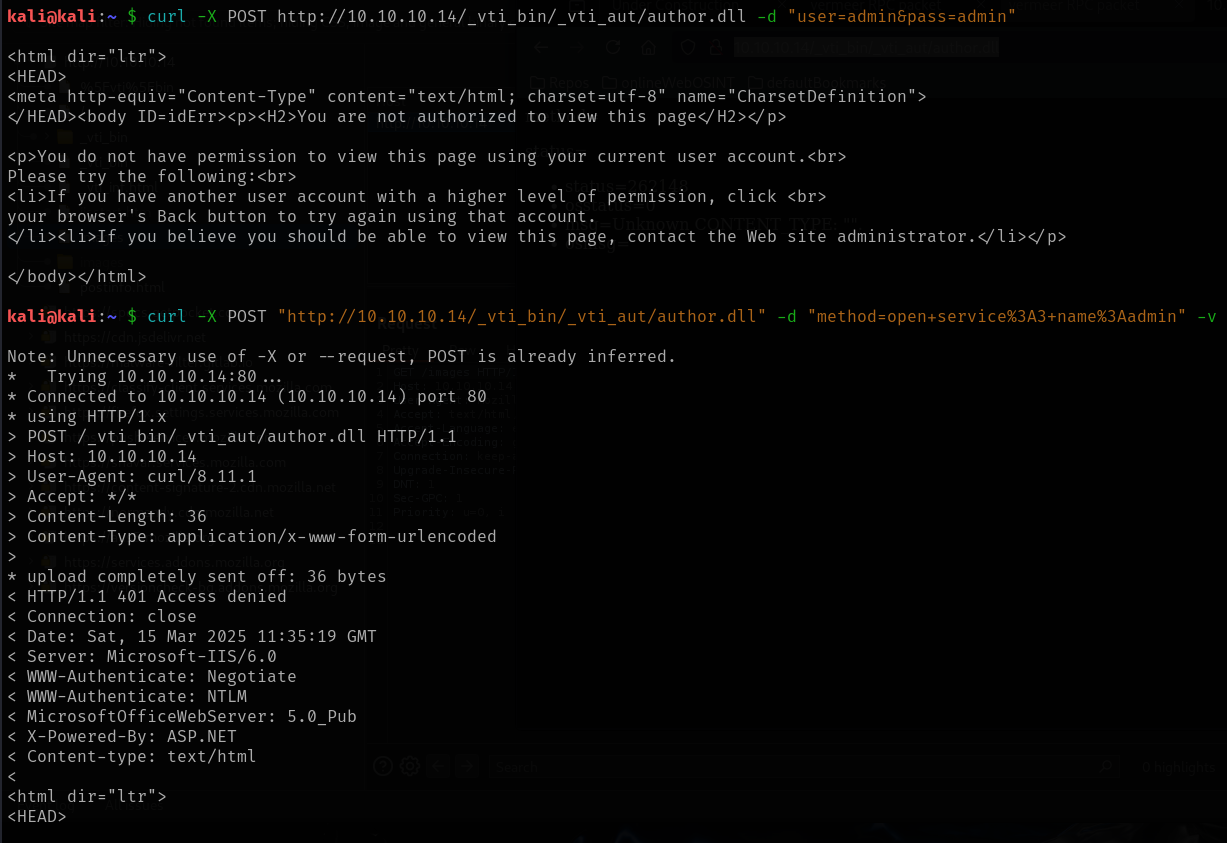 kali@kali:~ $ curl -X POST http://10.10.10.14/_vti_bin/_vti_aut/author.dll -d "user=admin&pass=admin"
<html dir="ltr">
<HEAD>
<meta http-equiv="Content-Type" content="text/html; charset=utf-8" name="CharsetDefinition">
</HEAD><body ID=idErr><p><H2>You are not authorized to view this page</H2></p>
<p>You do not have permission to view this page using your current user account.<br>
Please try the following:<br>
<li>If you have another user account with a higher level of permission, click <br>
your browser's Back button to try again using that account.
</li><li>If you believe you should be able to view this page, contact the Web site administrator.</li></p>
</body></html>
kali@kali:~ $ curl -X POST "http://10.10.10.14/_vti_bin/_vti_aut/author.dll" -d "method=open+service%3A3+name%3Aadmin" -v
Note: Unnecessary use of -X or --request, POST is already inferred.
*   Trying 10.10.10.14:80...
* Connected to 10.10.10.14 (10.10.10.14) port 80
* using HTTP/1.x
> POST /_vti_bin/_vti_aut/author.dll HTTP/1.1
> Host: 10.10.10.14
> User-Agent: curl/8.11.1
> Accept: */*
> Content-Length: 36
> Content-Type: application/x-www-form-urlencoded
>
* upload completely sent off: 36 bytes
< HTTP/1.1 401 Access denied
< Connection: close
< Date: Sat, 15 Mar 2025 11:35:19 GMT
< Server: Microsoft-IIS/6.0
< WWW-Authenticate: Negotiate
< WWW-Authenticate: NTLM
< MicrosoftOfficeWebServer: 5.0_Pub
< X-Powered-By: ASP.NET
< Content-type: text/html
<
<html dir="ltr">
<HEAD>